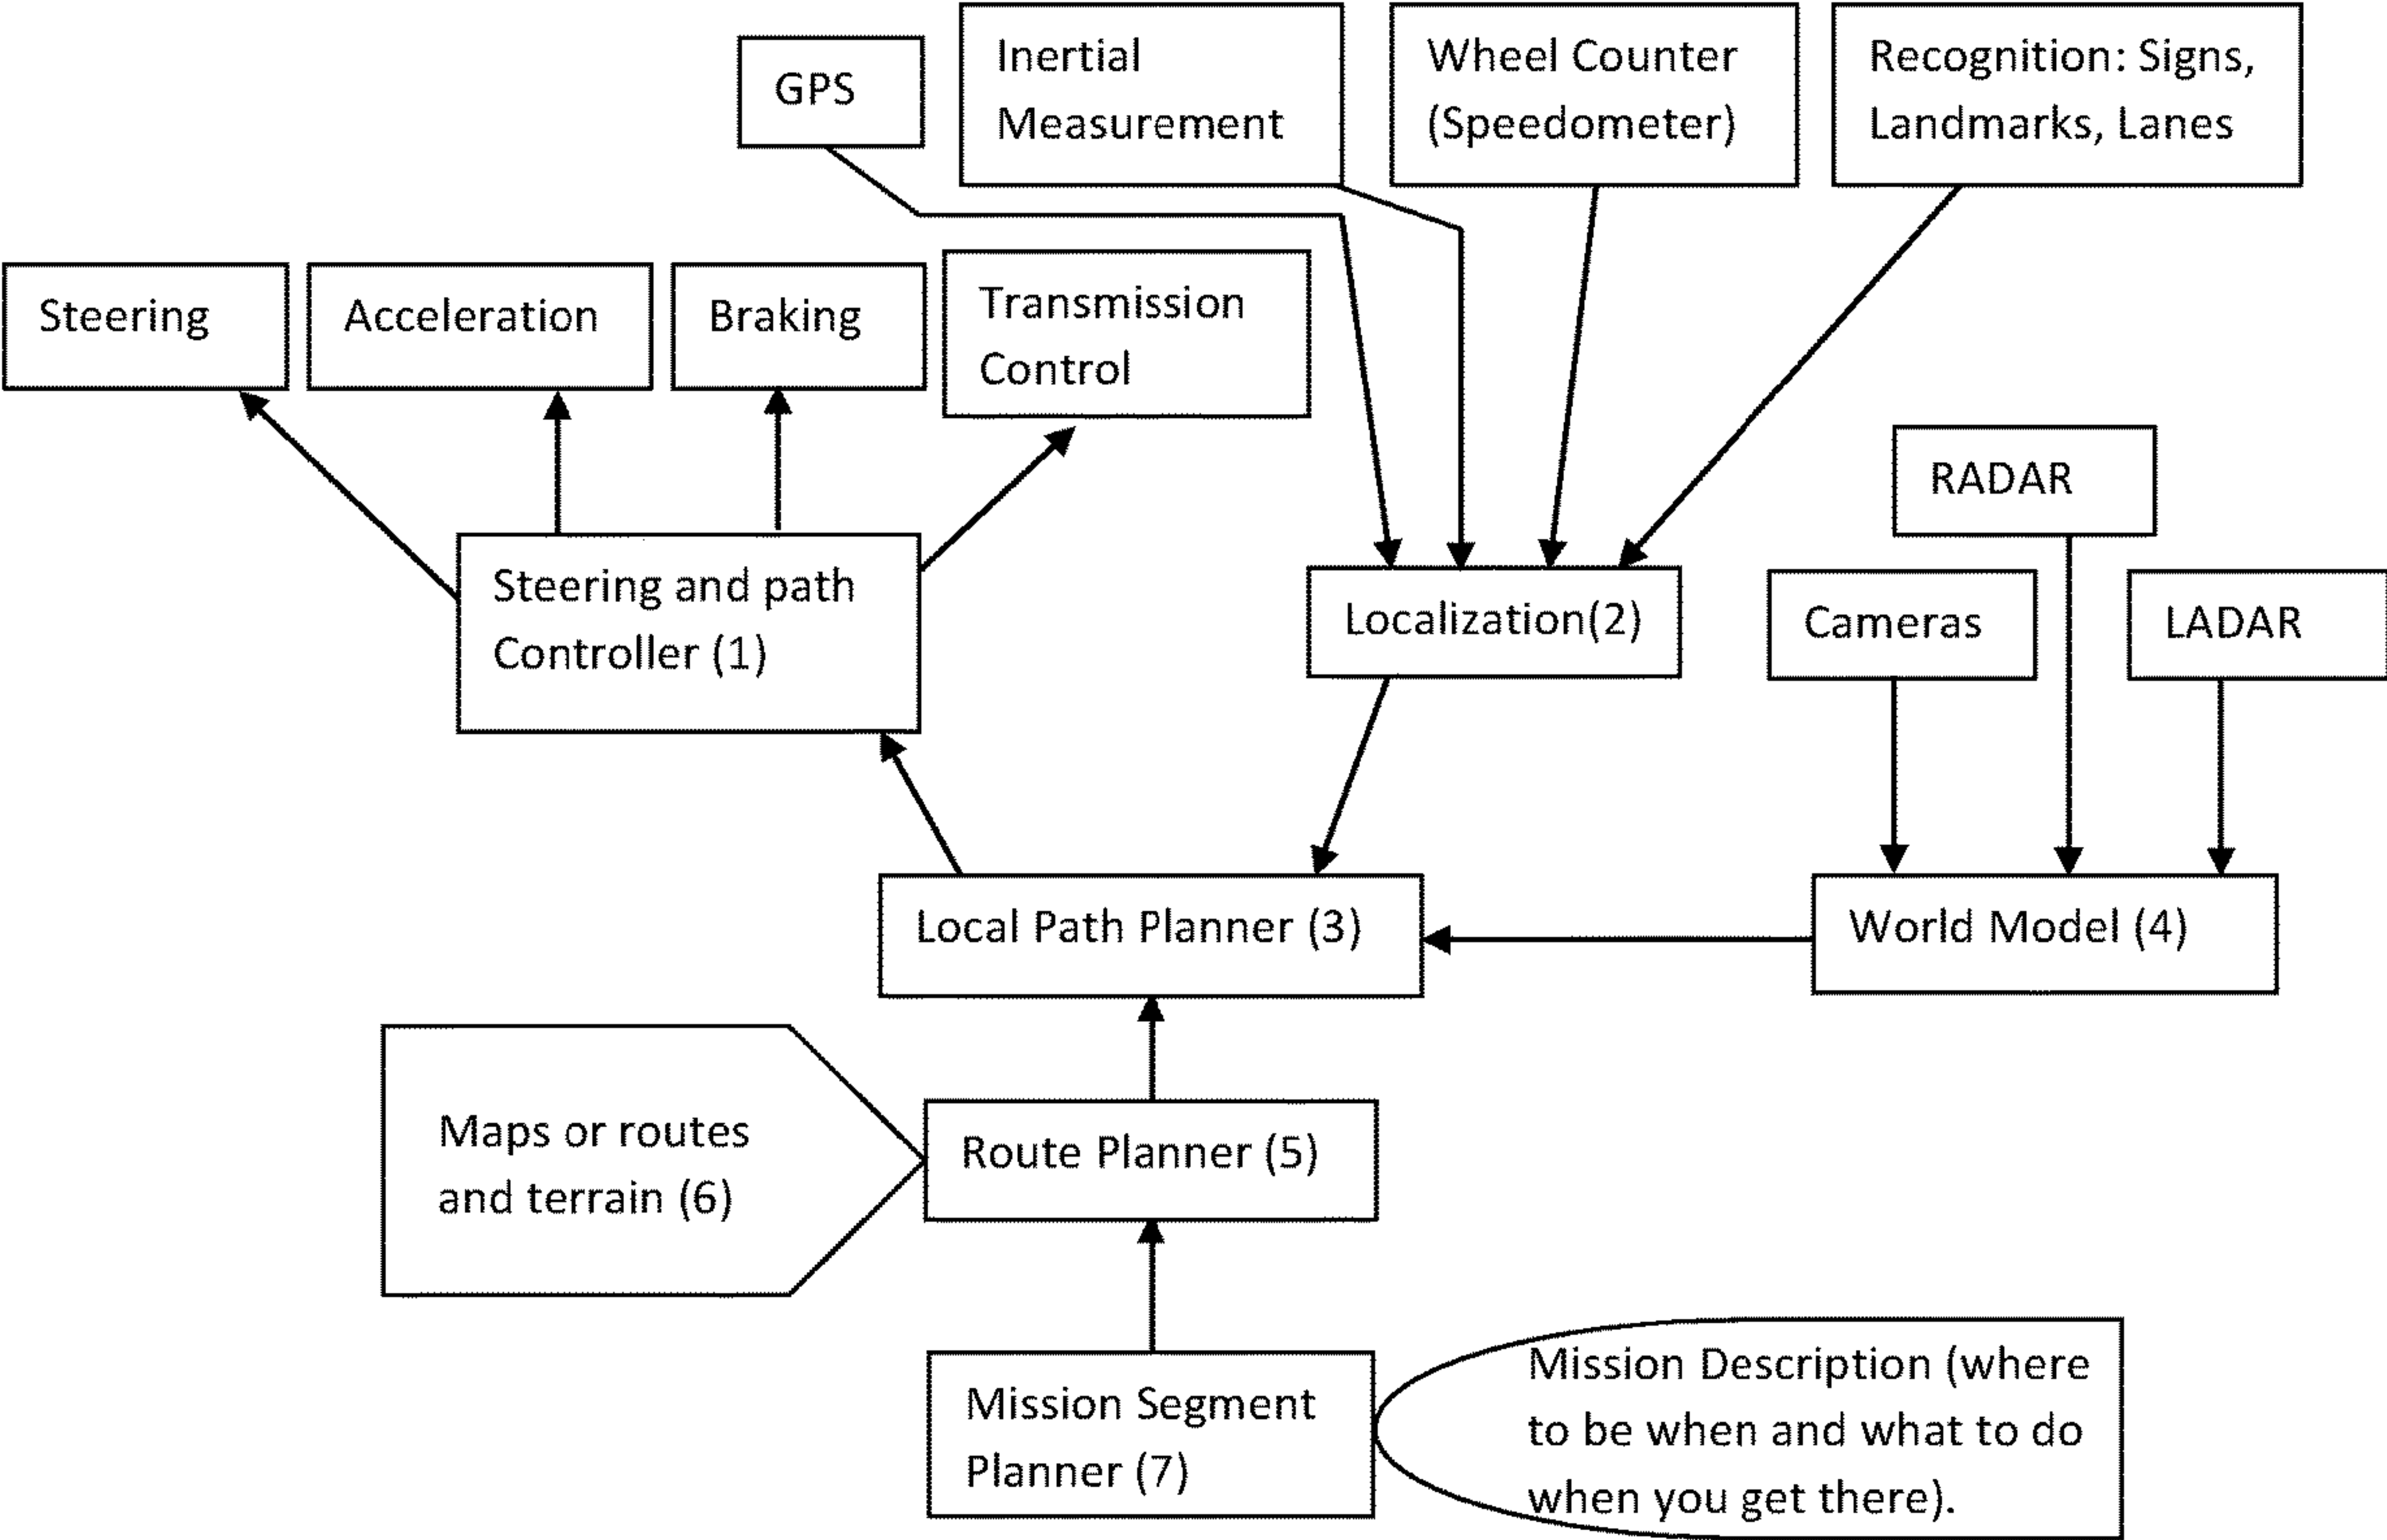 GPS
Inertial
Measurement
Wheel Counter
(Speedometer)
Recognition: Signs,
Landmarks, Lanes
Steering
Acceleration
Braking
Transmission
Control
RADAR
Steering and path
Controller (1)
Localization(2)
Cameras
LADAR
Local Path Planner (3)
World Model (4)
Maps or routes
and terrain (6)
Route Planner (5)
Mission Segment
Planner (7)
Mission Description (where
to be when and what to do
when you get there).